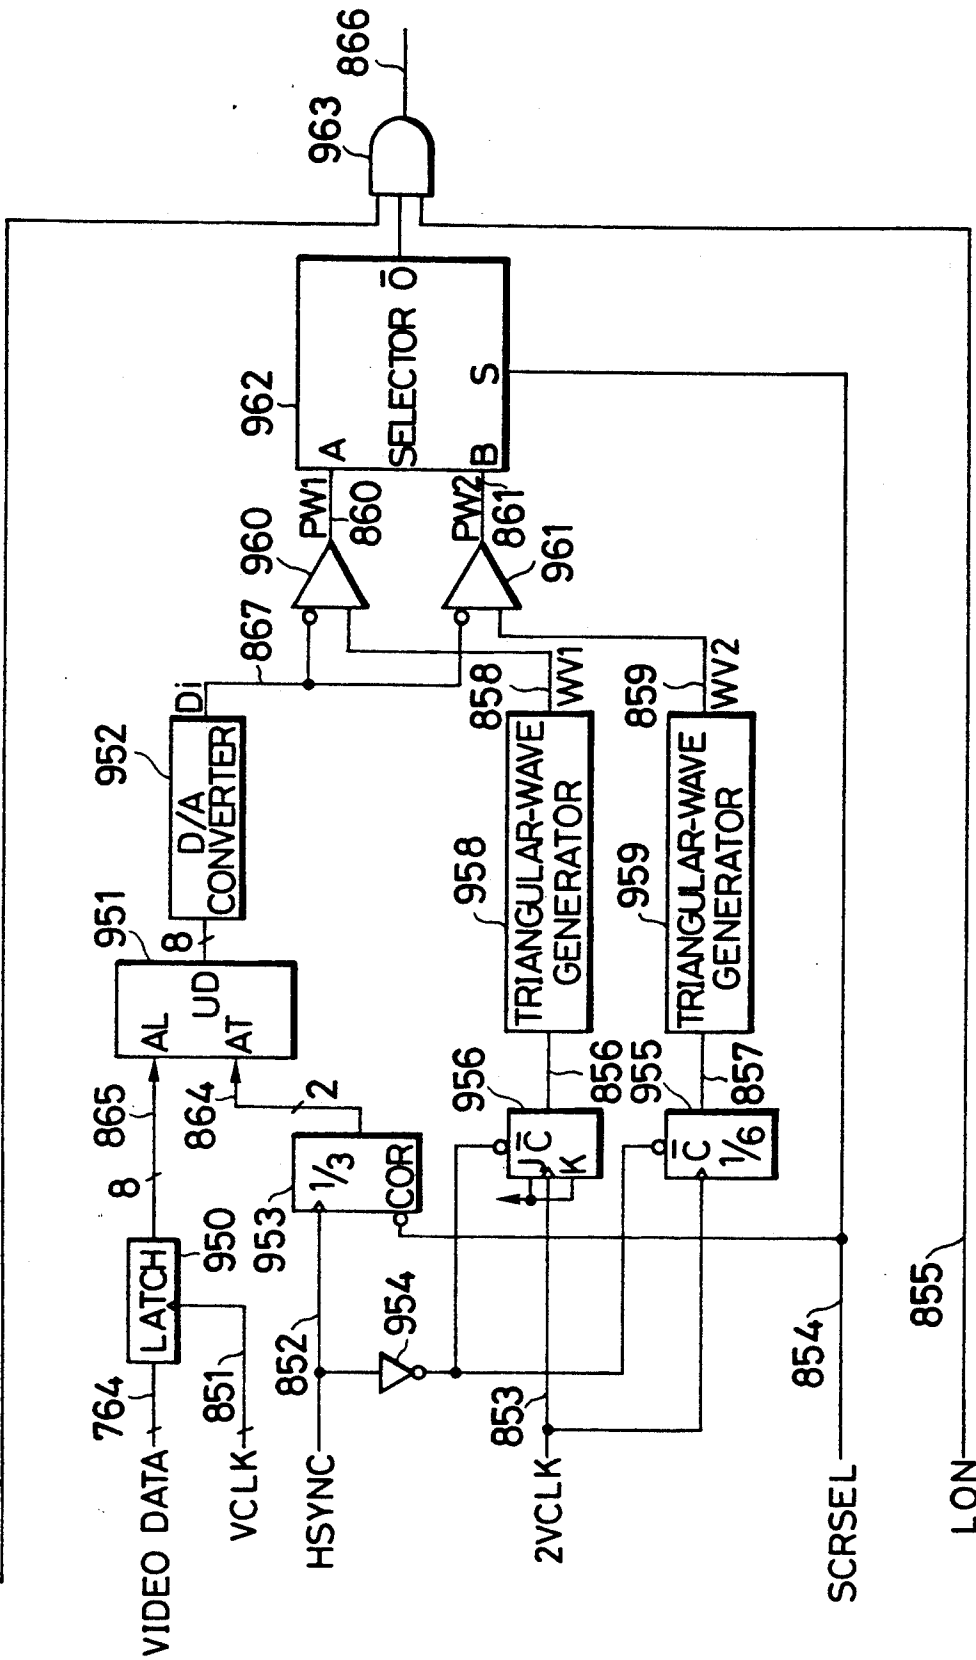 866
963
962
A
SELECTOR O̅
B
S
960
PW1
860
PW2
861
961
867
Di
952
D/A
CONVERTER
8
951
AL
UD
AT
865
8
864
2
858
WV1
859
WV2
958
TRIANGULAR-WAVE
GENERATOR
959
TRIANGULAR-WAVE
GENERATOR
956
856
J C̅
K
955
857
C̅
1/6
953
1/3
COR
950
LATCH
764
851
852
954
853
854
855
VIDEO DATA
VCLK
HSYNC
2VCLK
SCRSEL
LON